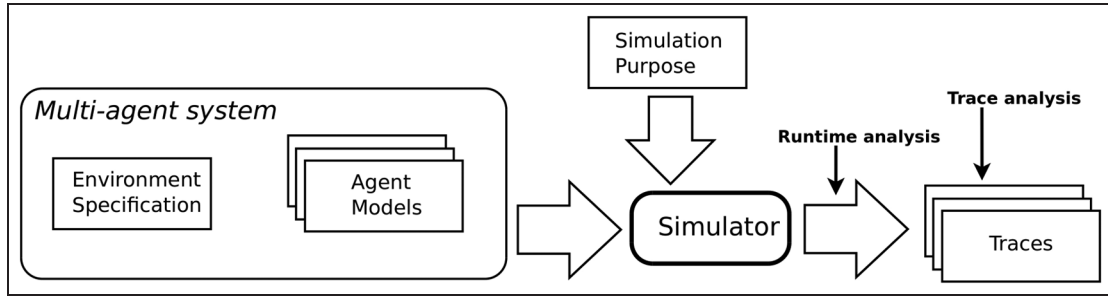 Multi-agent system
Environment
Specification
Agent
Models
Simulation
Purpose
Simulator
Runtime analysis
Trace analysis
Traces